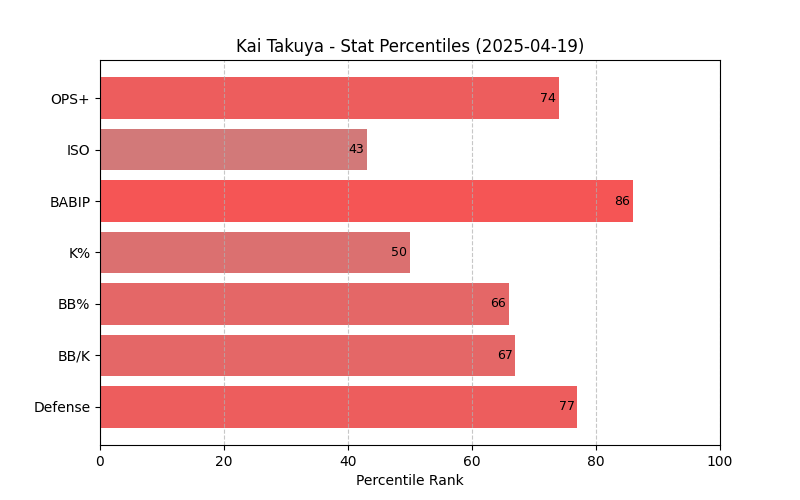 Kai Takuya - Stat Percentiles (2025-04-19)
OPS+ 74
ISO 43
BABIP 86
K% 50
BB% 66
BB/K 67
Defense 77
0 20 40 60 80 100
Percentile Rank